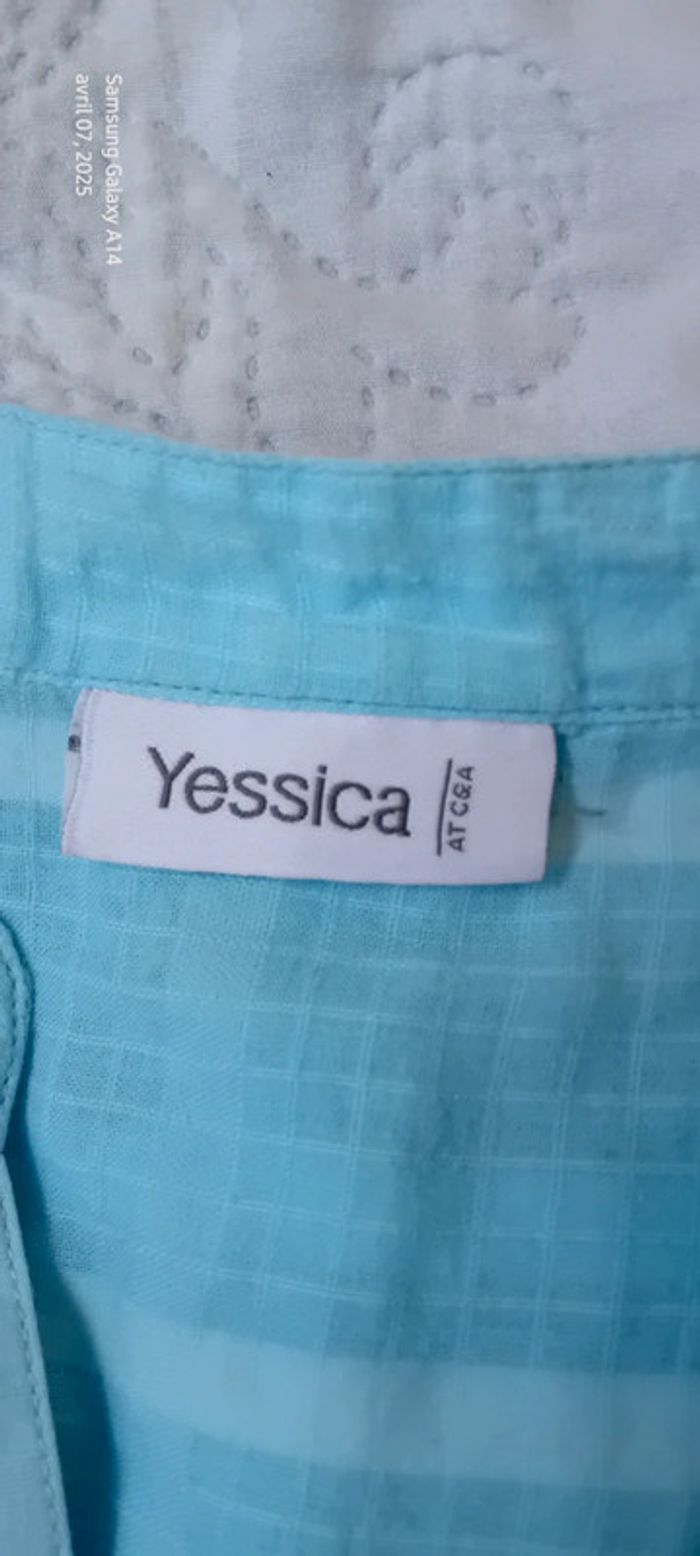 Samsung Galaxy A14
avril 07, 2025
Yessica
AT C&A